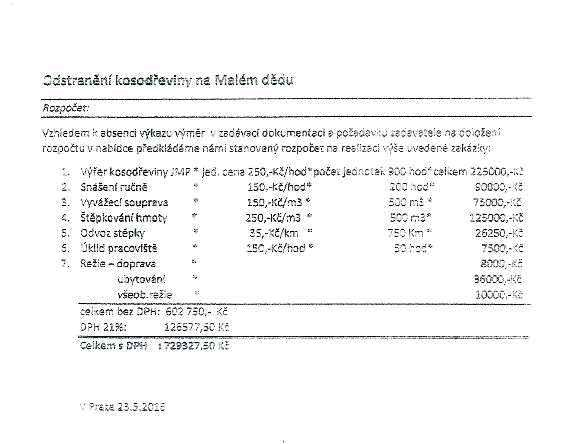 Odstranění kosodřeviny na Malém dědu
Rozpočet:
Vzhledem k absenci výkazu výměr v zadávací dokumentaci a požadavku zadavatele na doložení
rozpočtu v nabídce předkládáme námi stanovaný rozpočet na realizaci výše uvedené zakázky:
1. Výřer kosodřeviny JMP * jed. cena 250,-Kč/hod*počet jednotek 900 hod* celkem 225000,-Kč
2. Snášení ručně * 150,-Kč/hod* hod* 90000,-Kč
3. Vyvážecí souprava * 150,-Kč/m3 * 500 m3 * 75000,-Kč
4. Štěpkování hmoty * 250,-Kč/m3 * 500 m3* 125000,-Kč
5. Odvoz štěpky * 35,-Kč/km * 750 Km * 26250,-Kč
6. Úklid pracoviště * 150,-Kč/hod * 50 hod* 7500,-Kč
7. Režie – doprava * 8000,-Kč
ubytování * 36000,-Kč
všeob.režie * 10000,-Kč
celkem bez DPH: 602 750,- Kč
DPH 21%: 126577,50 Kč
Celkem s DPH : 729327,50 Kč
V Praze 23.5.2016